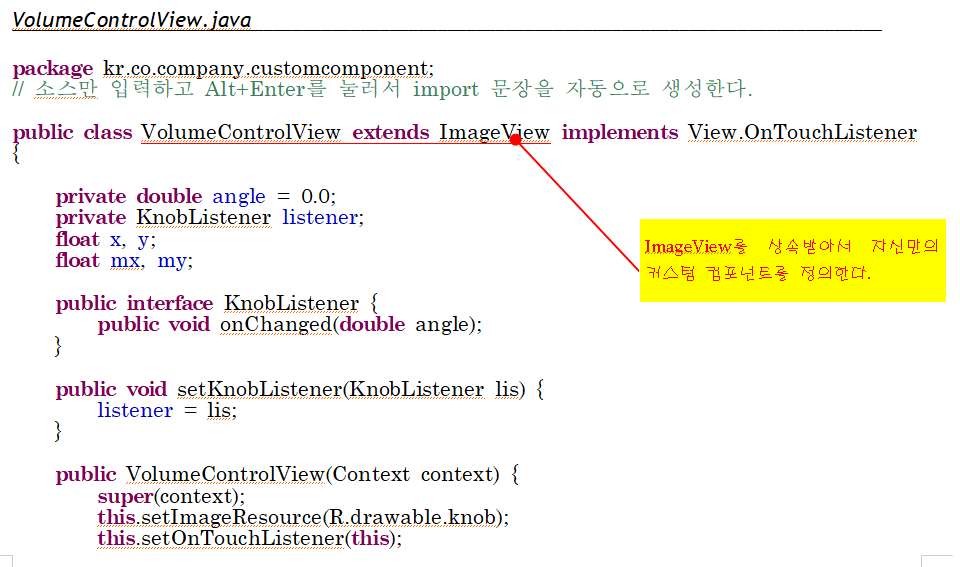 VolumeControlView.java
package kr.co.company.customcomponent;
// 소스만 입력하고 Alt+Enter를 눌러서 import 문장을 자동으로 생성한다.
public class VolumeControlView extends ImageView implements View.OnTouchListener
{
private double angle = 0.0;
private KnobListener listener;
float x, y;
float mx, my;
ImageView를 상속받아서 자신만의
커스텀 컴포넌트를 정의한다.
public interface KnobListener {
public void onChanged(double angle);
}
public void setKnobListener(KnobListener lis) {
listener = lis;
}
public VolumeControlView(Context context) {
super(context);
this.setImageResource(R.drawable.knob);
this.setOnTouchListener(this);